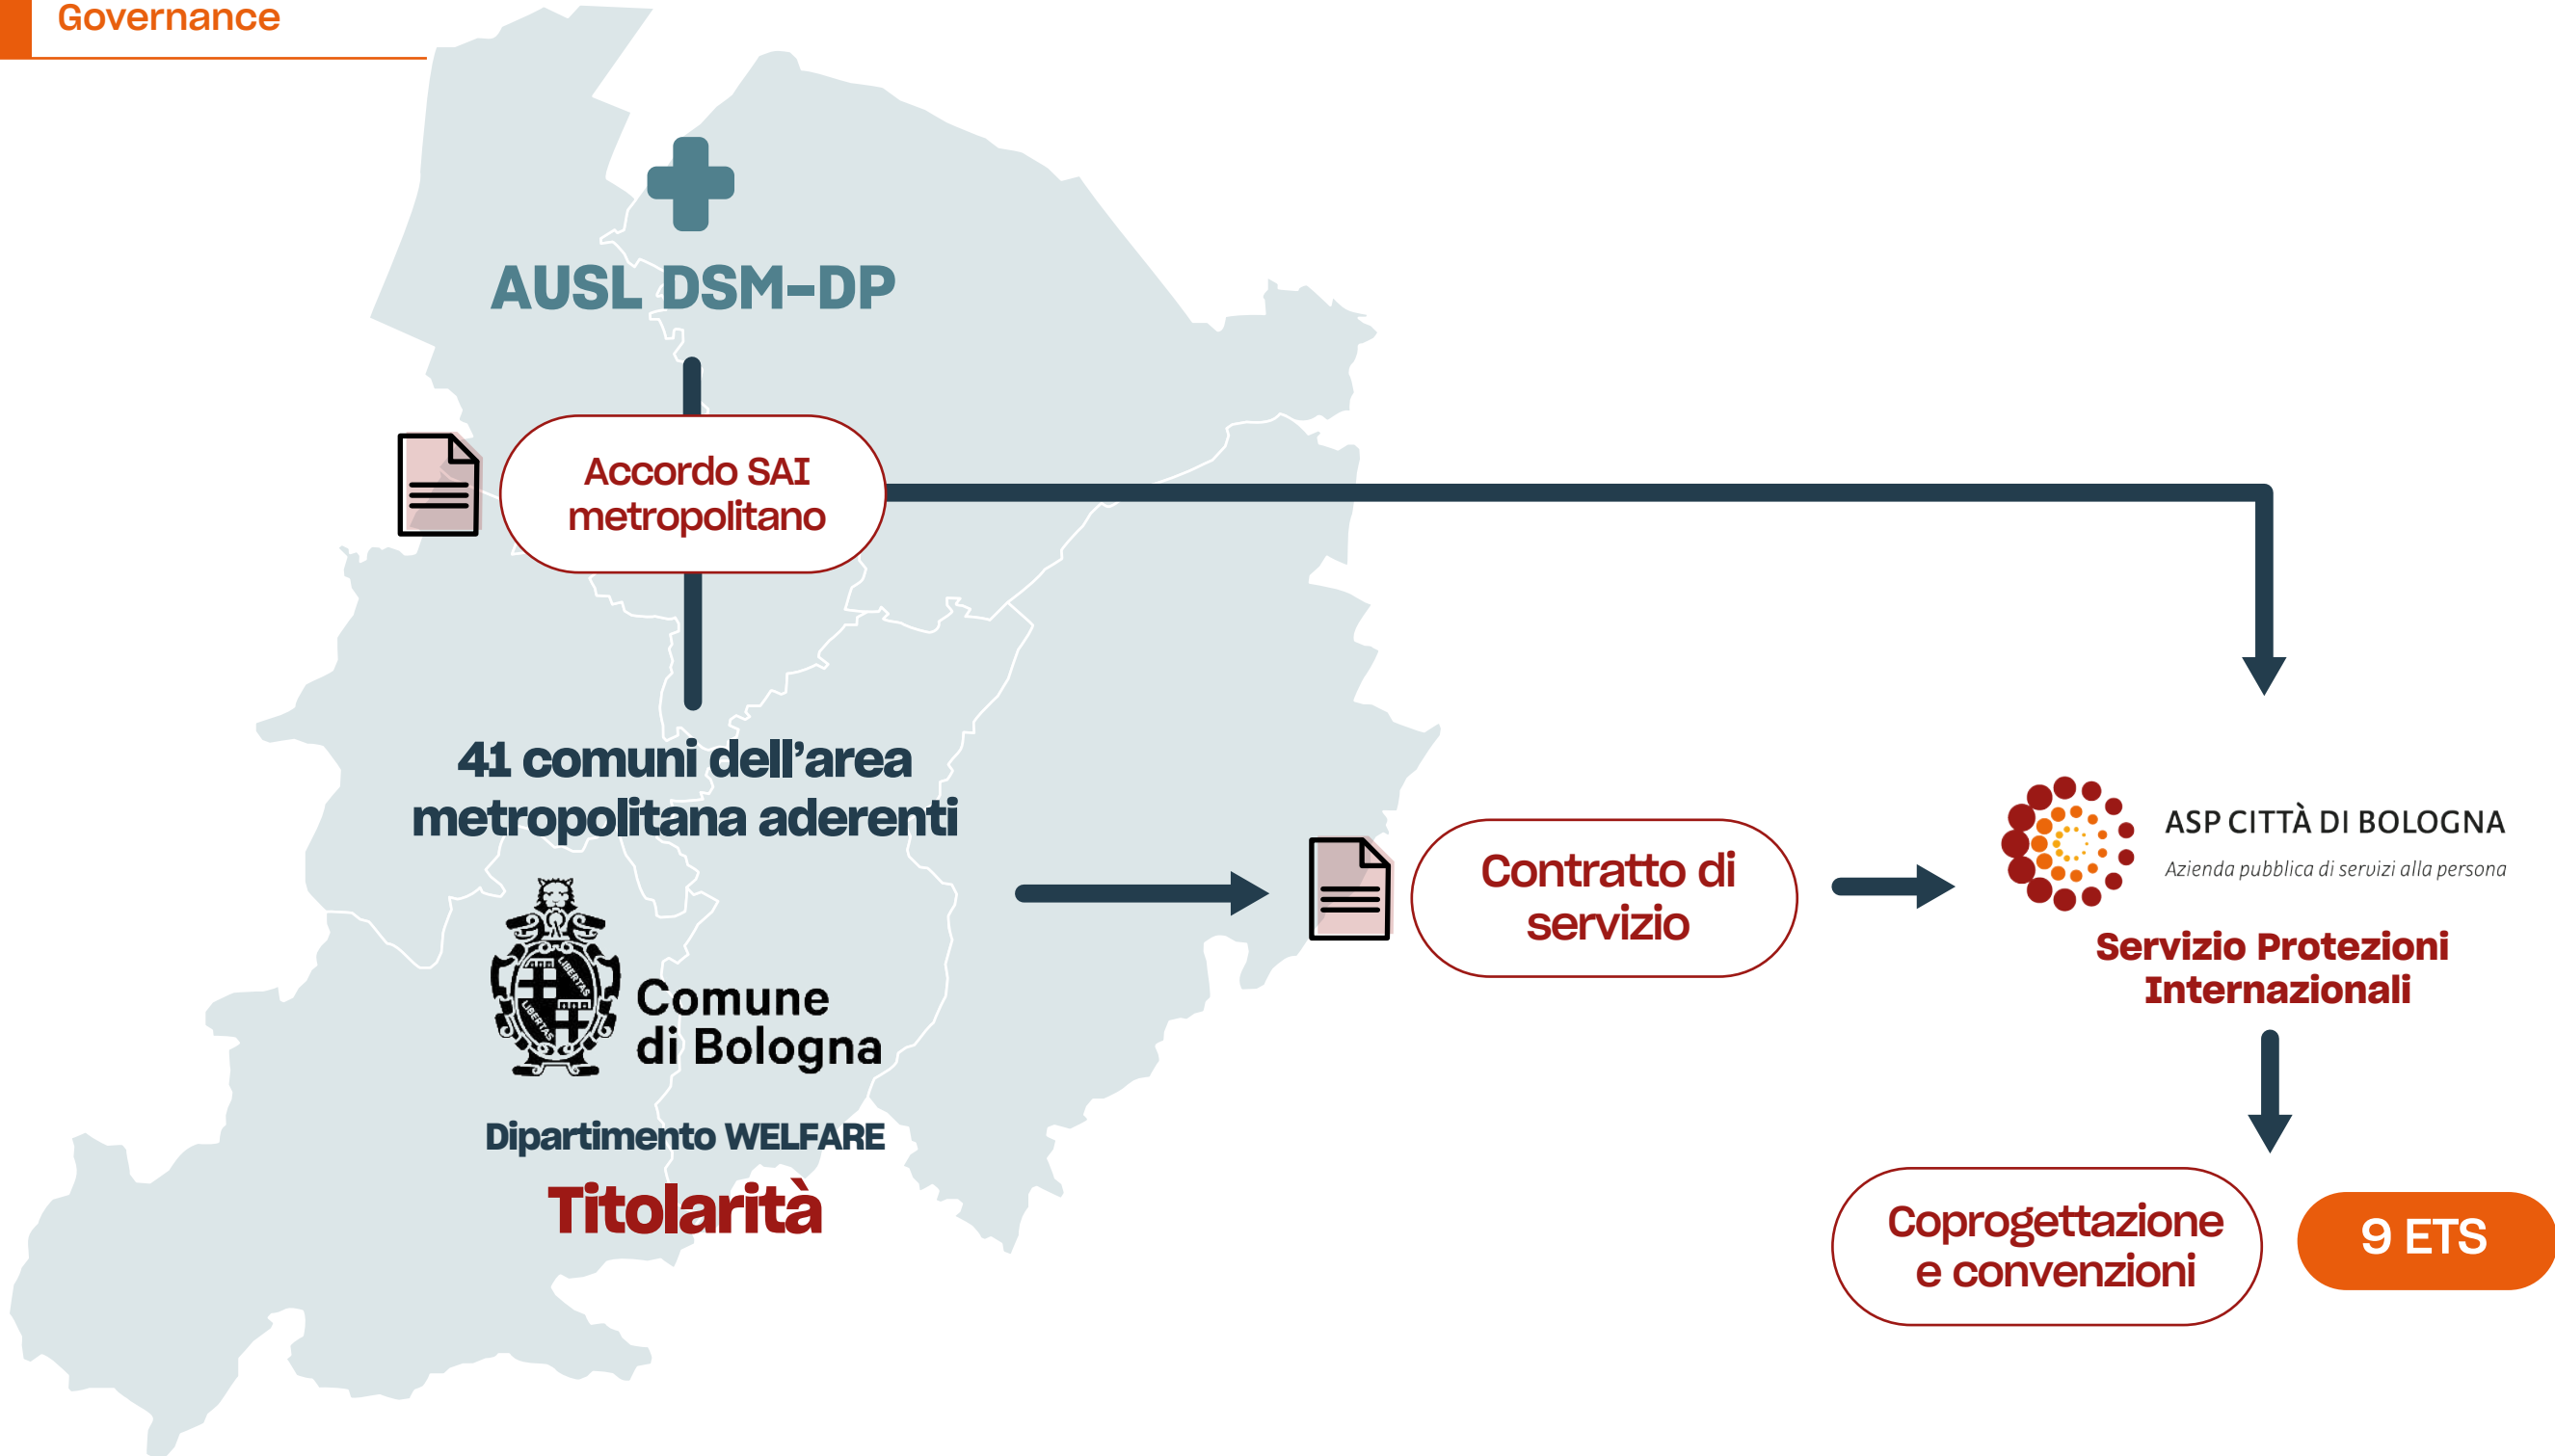 Governance
AUSL DSM-DP
Accordo SAI
metropolitano
41 comuni dell’area
metropolitana aderenti
LIBERTAS
LIBERTAS
Comune
di Bologna
Dipartimento WELFARE
Titolarità
Contratto di
servizio
ASP CITTÀ DI BOLOGNA
Azienda pubblica di servizi alla persona
Servizio Protezioni
Internazionali
Coprogettazione
e convenzioni
9 ETS